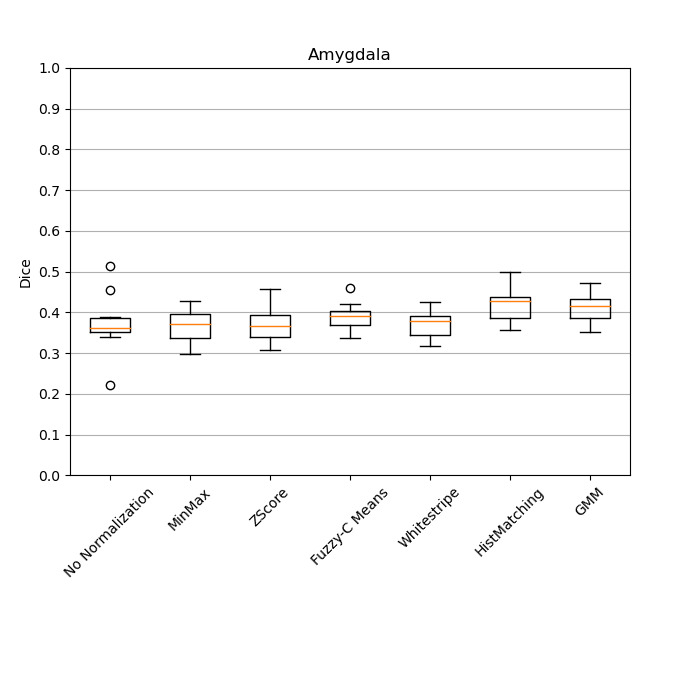 Amygdala
1.0
0.9
0.8
0.7
0.6
0.5
0.4
0.3
0.2
0.1
0.0
Dice
No Normalization
MinMax
ZScore
Fuzzy-C Means
Whitestripe
HistMatching
GMM